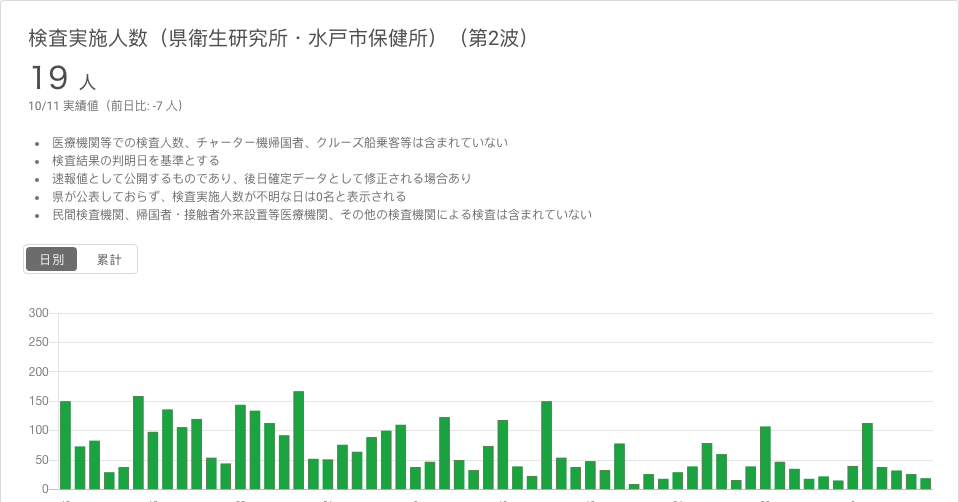 検査実施人数（県衛生研究所・水戸市保健所）（第2波）
19 人
10/11 実績値（前日比: -7 人）
医療機関等での検査人数、チャーター機帰国者、クルーズ船乗客等は含まれていない
検査結果の判明日を基準とする
速報値として公開するものであり、後日確定データとして修正される場合あり
県が公表しておらず、検査実施人数が不明な日は0名と表示される
民間検査機関、帰国者・接触者外来設置等医療機関、その他の検査機関による検査は含まれていない
日別 累計
300
250
200
150
100
50
0